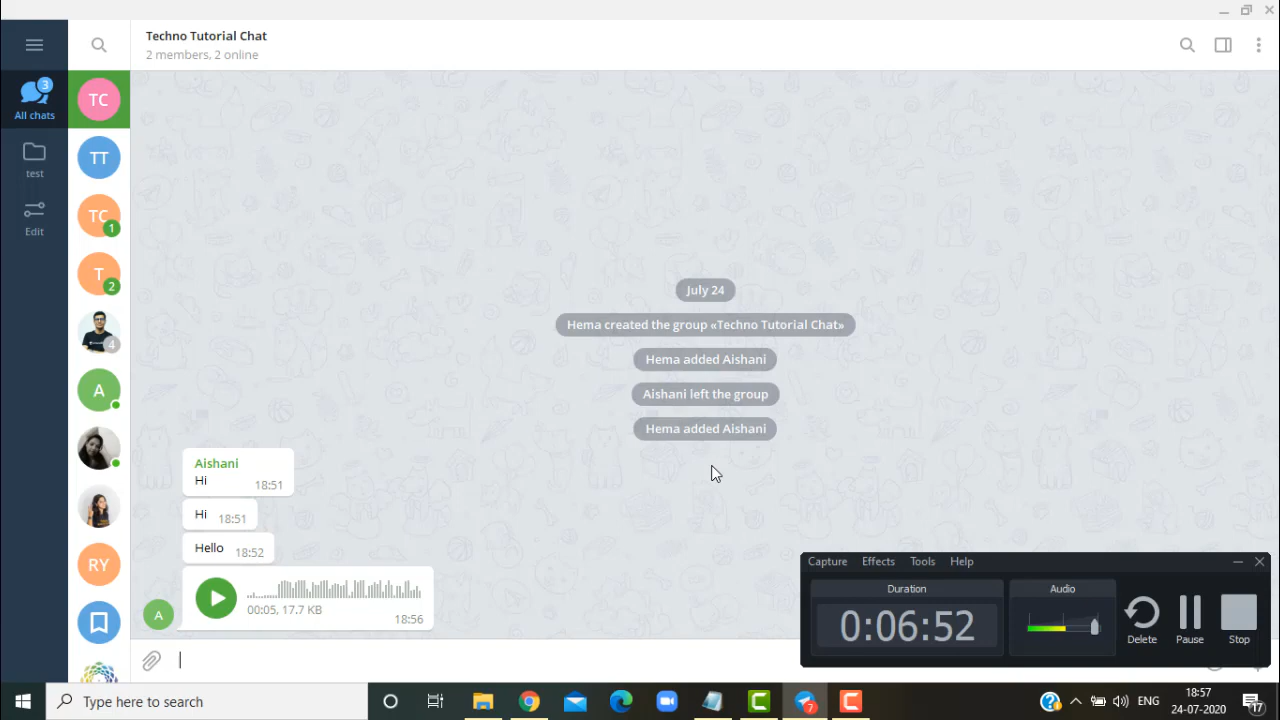 Techno Tutorial Chat
2 members, 2 online
3
All chats
test
Edit
TC
TT
TC
1
T
2
4
A
RY
July 24
Hema created the group «Techno Tutorial Chat»
Hema added Aishani
Aishani left the group
Hema added Aishani
Aishani
Hi
18:51
Hi
18:51
Hello
18:52
00:05, 17.7 KB
18:56
A
Capture Effects Tools Help
Duration
Audio
0:06:52
Delete
Pause
Stop
Type here to search
7
ENG
18:57
24-07-2020
17